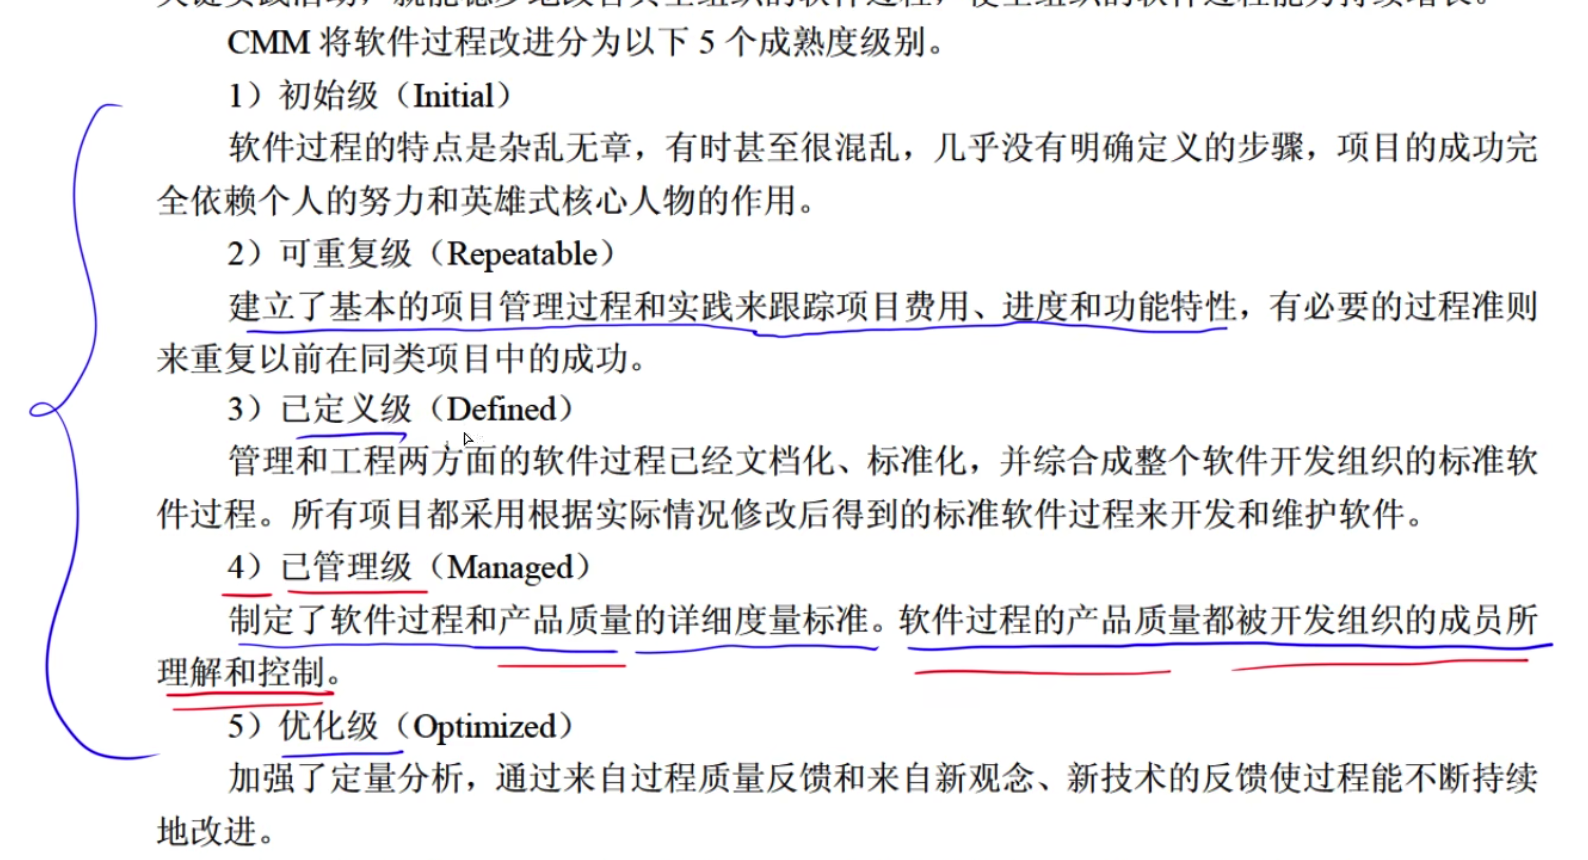 CMM 将软件过程改进分为以下 5 个成熟度级别。
1）初始级（Initial）
软件过程的特点是杂乱无章，有时甚至很混乱，几乎没有明确定义的步骤，项目的成功完
全依赖个人的努力和英雄式核心人物的作用。
2）可重复级（Repeatable）
建立了基本的项目管理过程和实践来跟踪项目费用、进度和功能特性，有必要的过程准则
来重复以前在同类项目中的成功。
3）已定义级（Defined）
管理和工程两方面的软件过程已经文档化、标准化，并综合成整个软件开发组织的标准软
件过程。所有项目都采用根据实际情况修改后得到的标准软件过程来开发和维护软件。
4）已管理级（Managed）
制定了软件过程和产品质量的详细度量标准。软件过程的产品质量都被开发组织的成员所
理解和控制。
5）优化级（Optimized）
加强了定量分析，通过来自过程质量反馈和来自新观念、新技术的反馈使过程能不断持续
地改进。